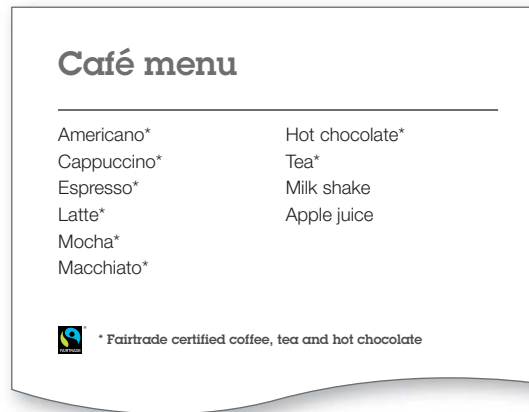 Café menu
Americano*
Cappuccino*
Espresso*
Latte*
Mocha*
Macchiato*
Hot chocolate*
Tea*
Milk shake
Apple juice
FAIRTRADE
* Fairtrade certified coffee, tea and hot chocolate